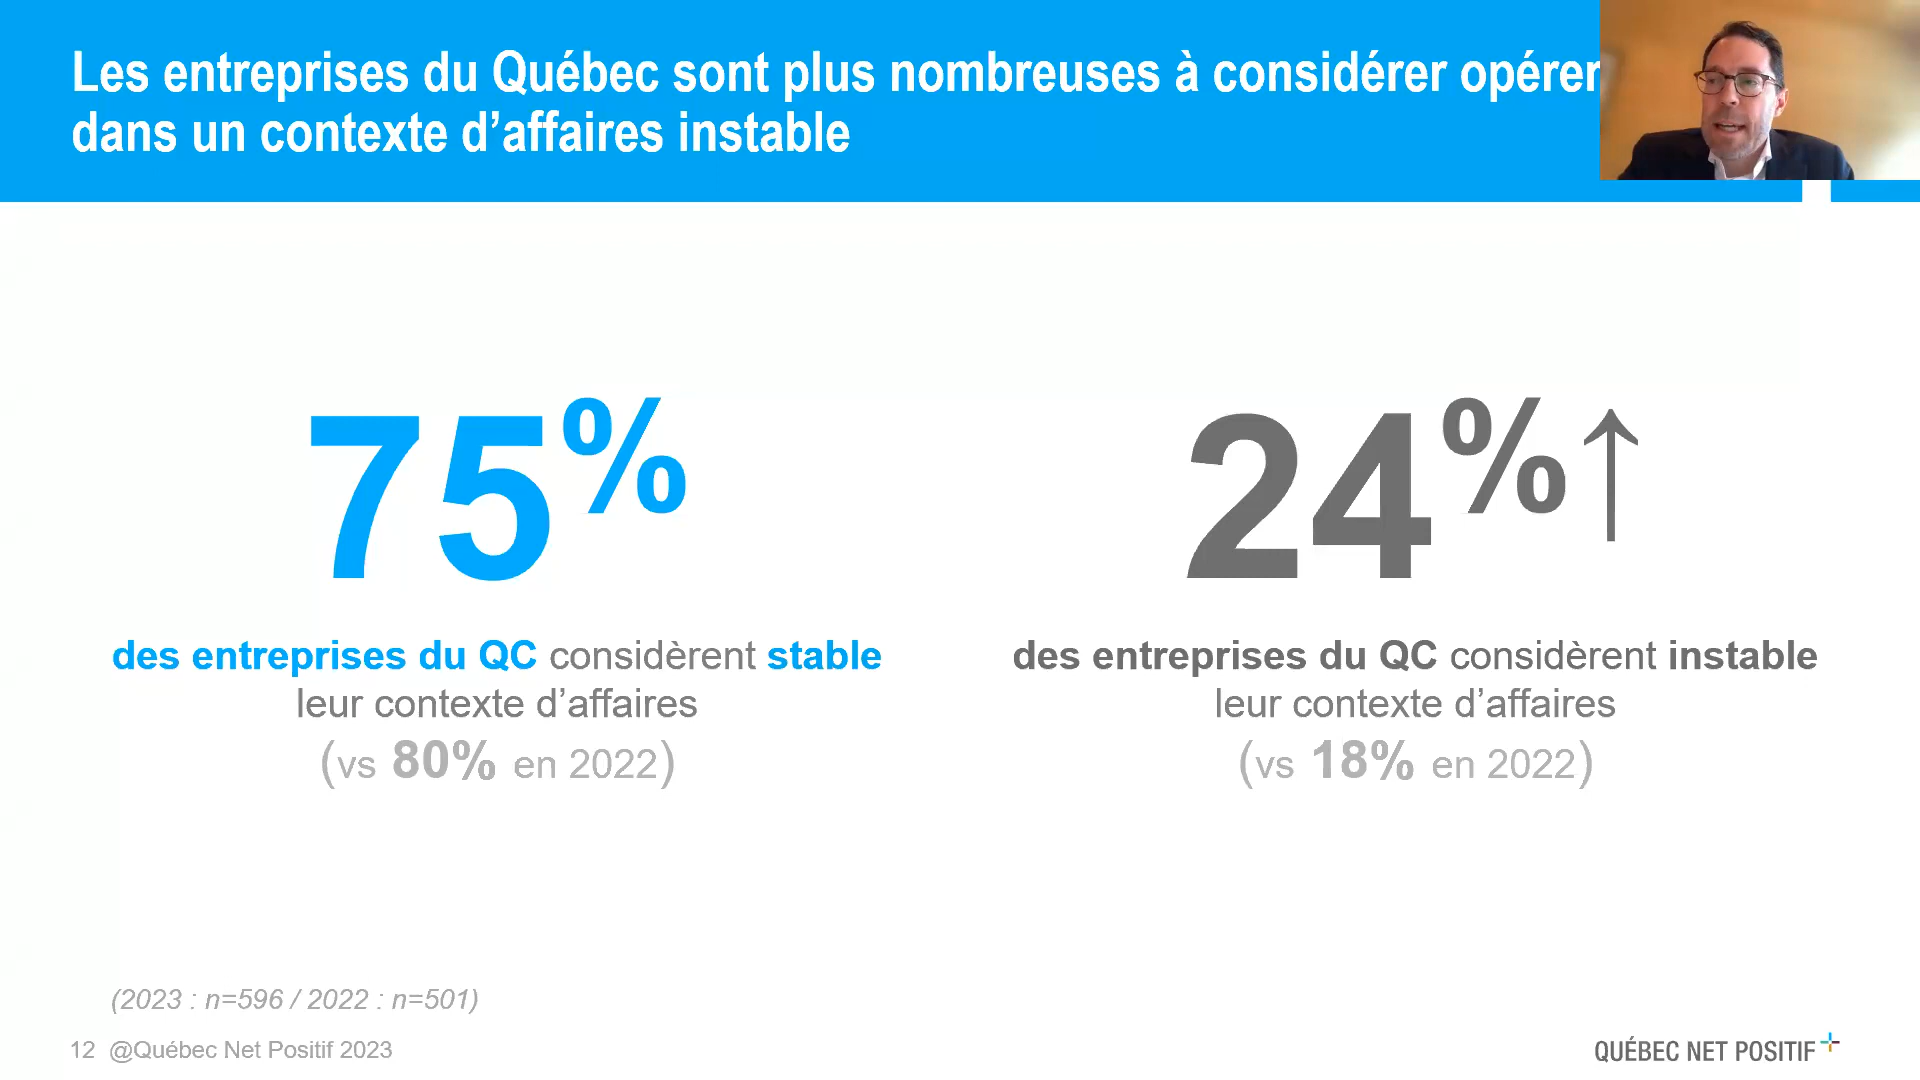 Les entreprises du Québec sont plus nombreuses à considérer opérer
dans un contexte d’affaires instable
75%
des entreprises du QC considèrent stable
leur contexte d’affaires
(vs 80% en 2022)
24%↑
des entreprises du QC considèrent instable
leur contexte d’affaires
(vs 18% en 2022)
(2023 : n=596 / 2022 : n=501)
12 @Québec Net Positif 2023
QUÉBEC NET POSITIF